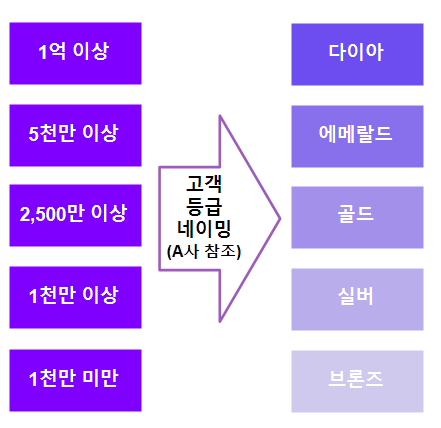 1억 이상
5천만 이상
2,500만 이상
1천만 이상
1천만 미만
고객
등급
네이밍
(A사 참조)
다이아
에메랄드
골드
실버
브론즈